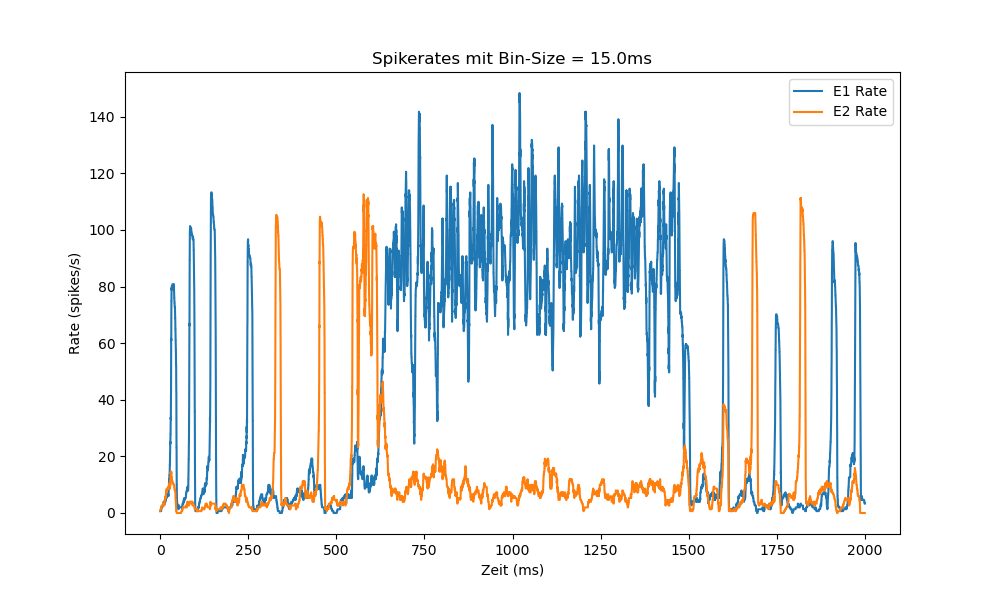 Spikerates mit Bin-Size = 15.0ms
E1 Rate
E2 Rate
Rate (spikes/s)
140
120
100
80
60
40
20
0
0 250 500 750 1000 1250 1500 1750 2000
Zeit (ms)